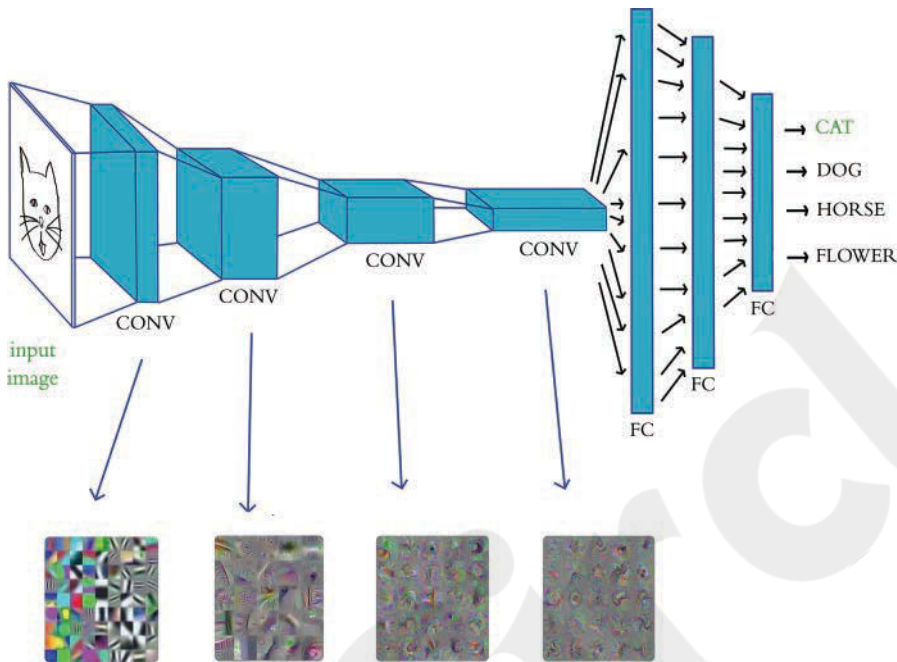 CAT
DOG
HORSE
FLOWER
CONV
CONV
CONV
CONV
FC
FC
FC
input
image